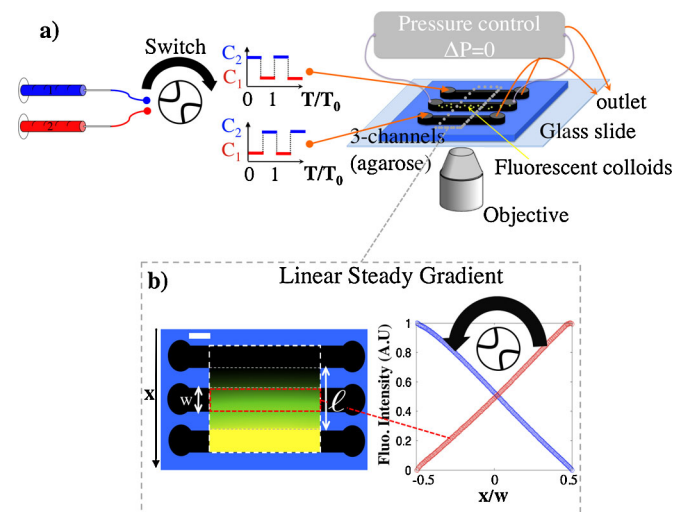 a)
Switch
1
2
C2
C1
0 1 T/T0
C2
C1
0 1 T/T0
Pressure control
ΔP=0
outlet
Glass slide
3-channels
(agarose)
Fluorescent colloids
Objective
b)
Linear Steady Gradient
x
w
ℓ
Fluo. Intensity (A.U)
1
0.8
0.6
0.4
0.2
0
-0.5 0 0.5
x/w